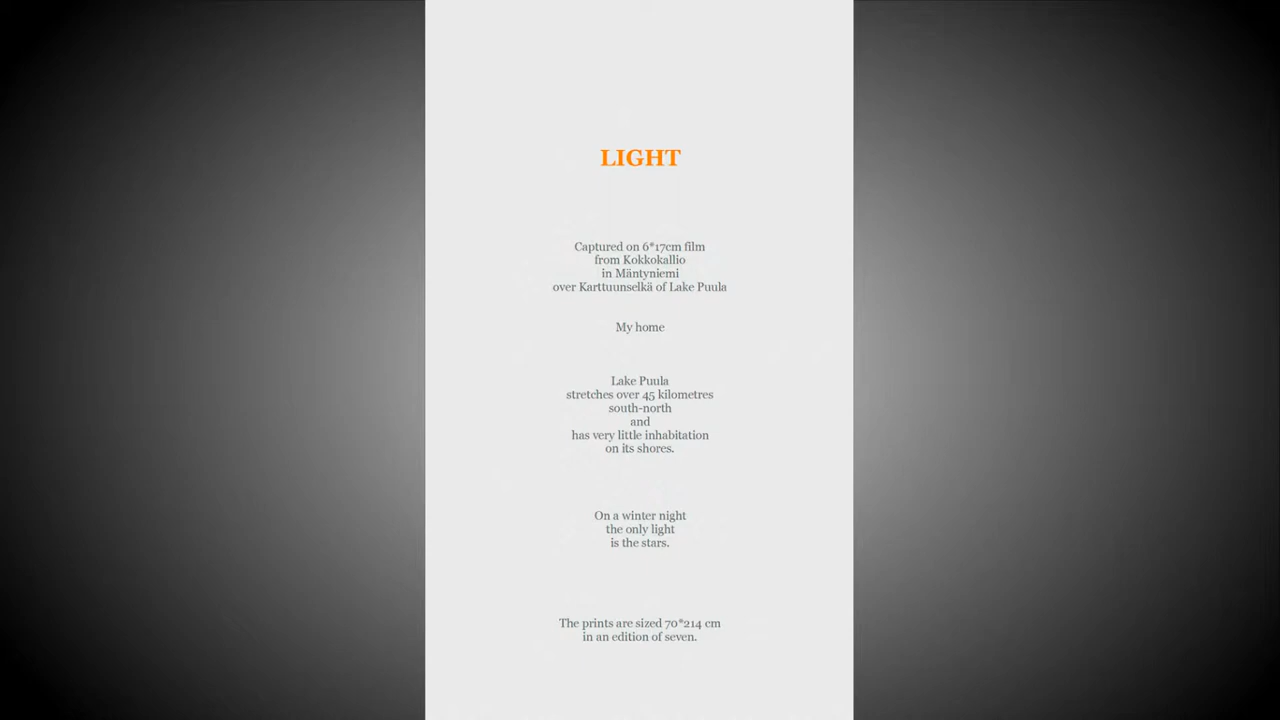 LIGHT
Captured on 6*17cm film
from Kokkokallio
in Mäntyniemi
over Karttuunselkä of Lake Puula
My home
Lake Puula
stretches over 45 kilometres
south-north
and
has very little inhabitation
on its shores.
On a winter night
the only light
is the stars.
The prints are sized 70*214 cm
in an edition of seven.